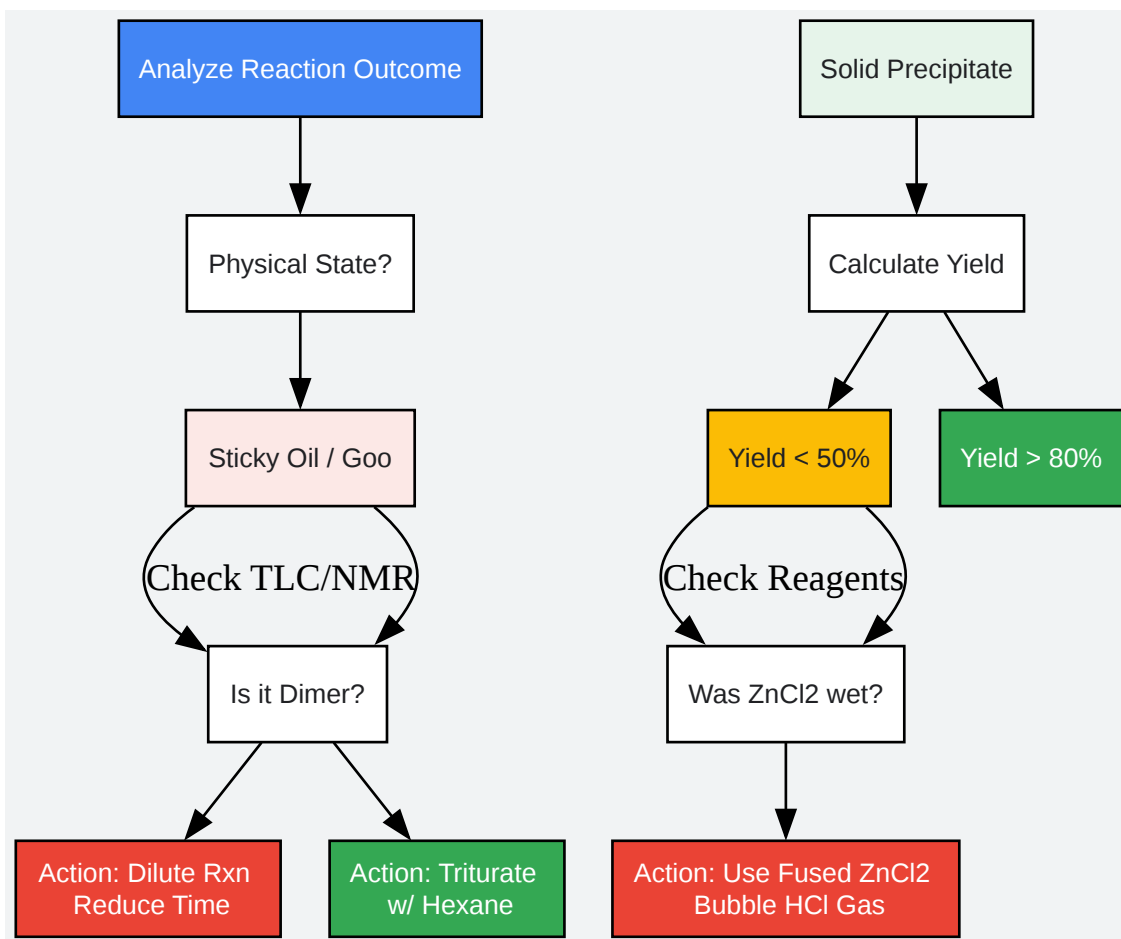 Analyze Reaction Outcome
Solid Precipitate
Physical State?
Calculate Yield
Sticky Oil / Goo
Yield < 50%
Yield > 80%
Check TLC/NMR
Check Reagents
Is it Dimer?
Was ZnCl2 wet?
Action: Dilute Rxn
Reduce Time
Action: Triturate
w/ Hexane
Action: Use Fused ZnCl2
Bubble HCl Gas